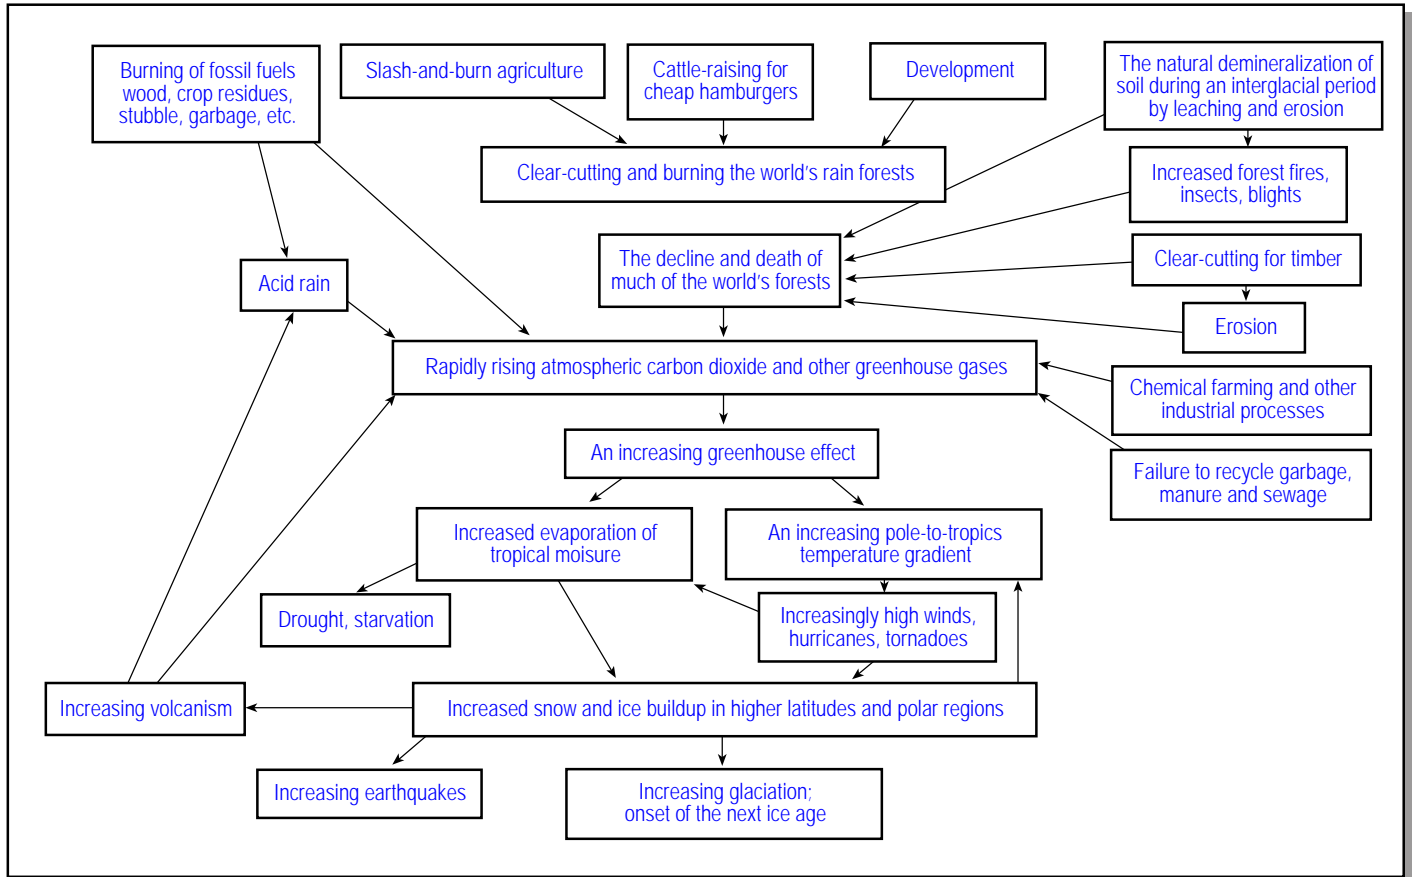 Burning of fossil fuels
wood, crop residues,
stubble, garbage, etc.
Slash-and-burn agriculture
Cattle-raising for
cheap hamburgers
Development
The natural demineralization of
soil during an interglacial period
by leaching and erosion
Clear-cutting and burning the world's rain forests
Increased forest fires,
insects, blights
The decline and death of
much of the world's forests
Clear-cutting for timber
Acid rain
Erosion
Rapidly rising atmospheric carbon dioxide and other greenhouse gases
Chemical farming and other
industrial processes
An increasing greenhouse effect
Failure to recycle garbage,
manure and sewage
Increased evaporation of
tropical moisure
An increasing pole-to-tropics
temperature gradient
Drought, starvation
Increasingly high winds,
hurricanes, tornadoes
Increasing volcanism
Increased snow and ice buildup in higher latitudes and polar regions
Increasing earthquakes
Increasing glaciation;
onset of the next ice age